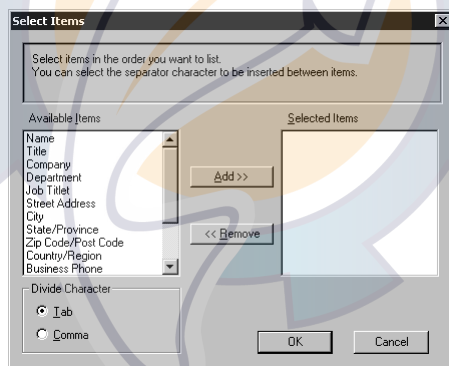 Select Items
Select items in the order you want to list.
You can select the separator character to be inserted between items.
Available Items
Selected Items
Name
Title
Company
Department
Job Titlet
Street Address
City
State/Province
Zip Code/Post Code
Country/Region
Business Phone
Add >>
<< Remove
Divide Character
Tab
Comma
OK
Cancel